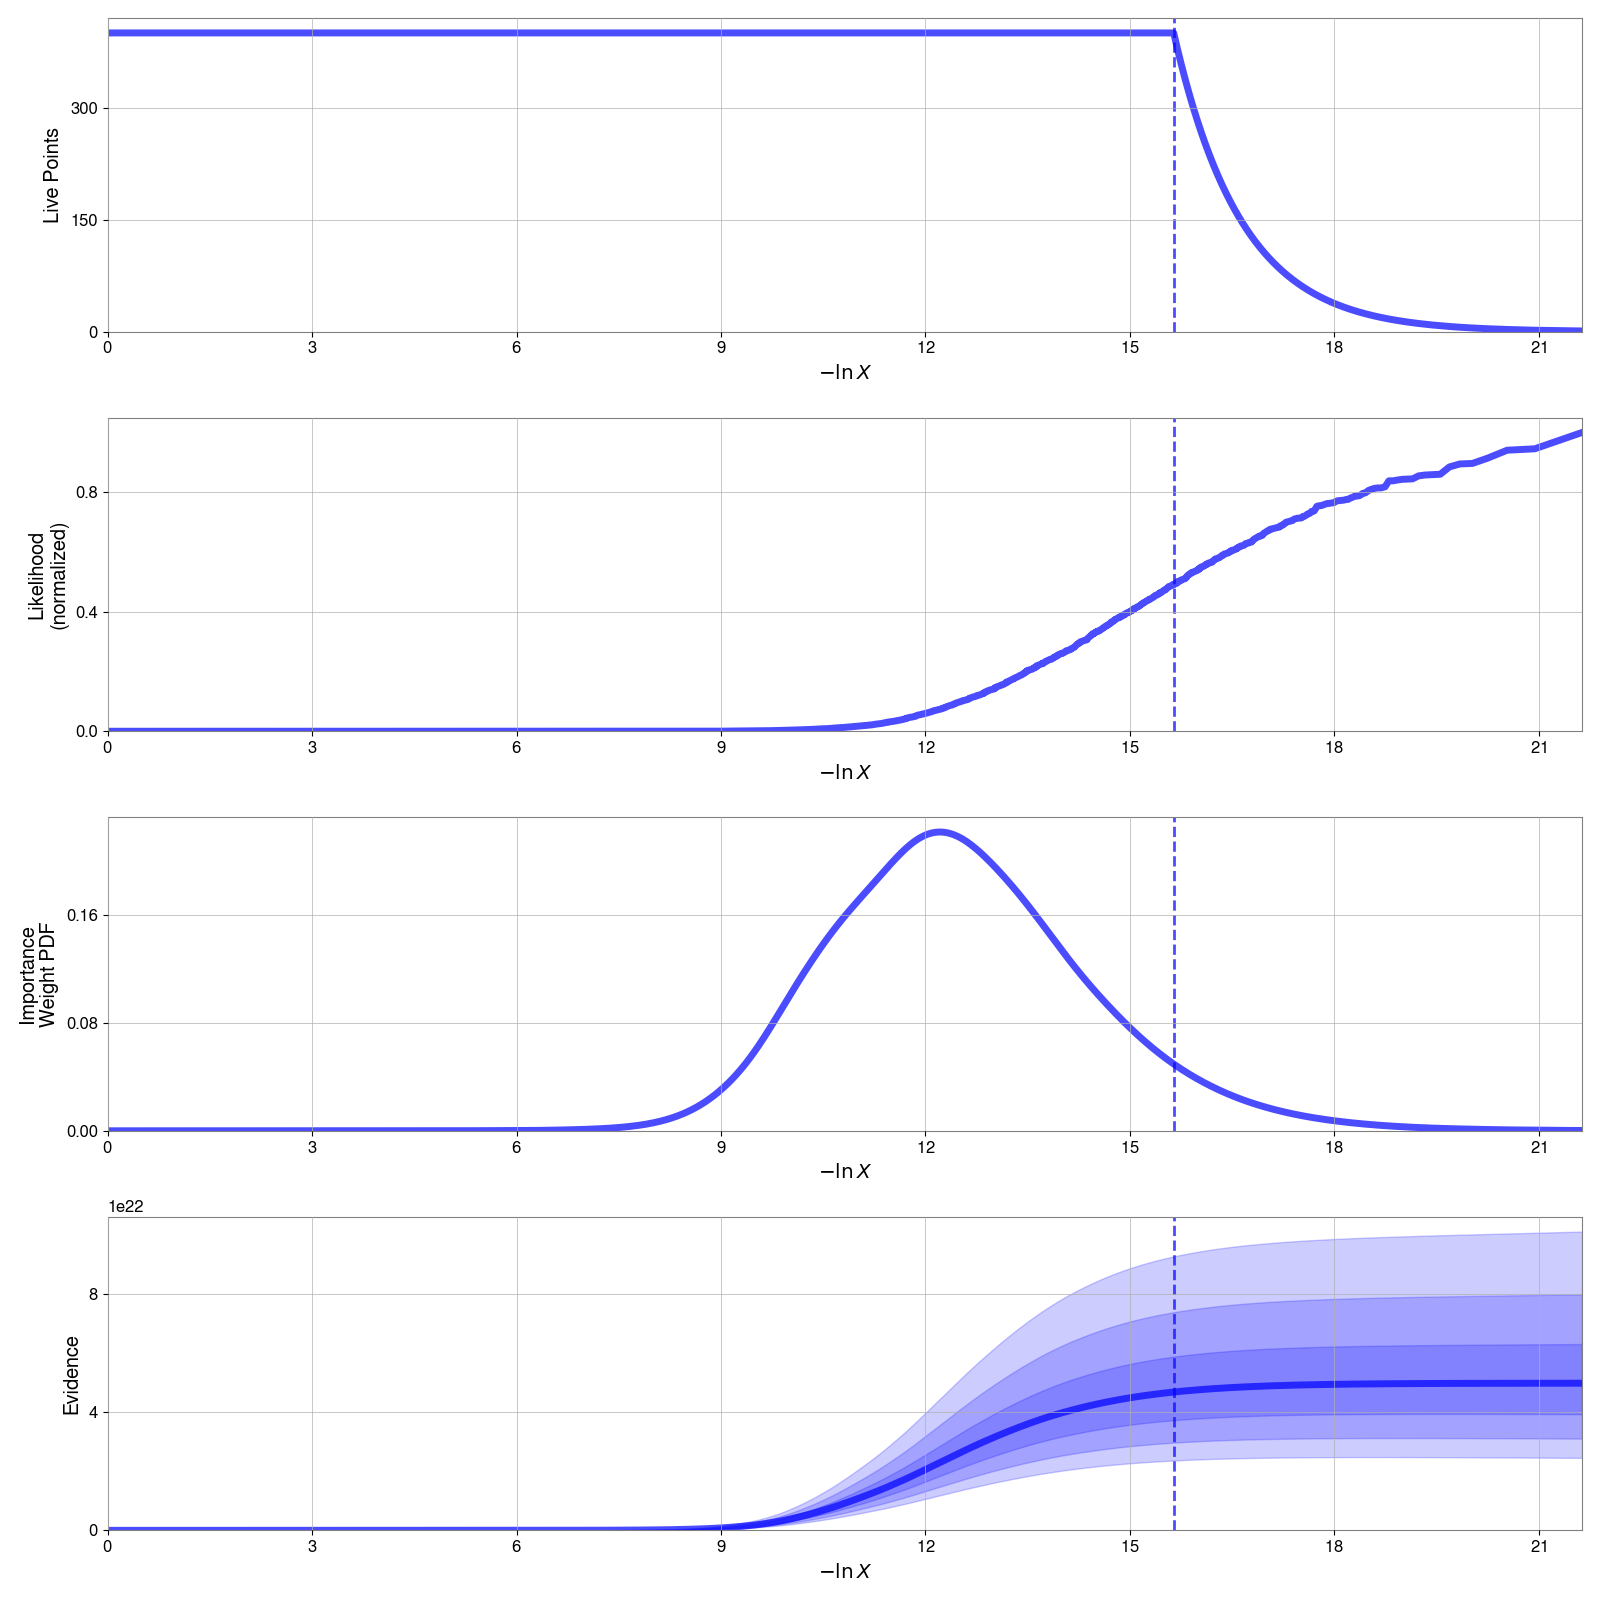 300
150
0
Live Points
0 3 6 9 12 15 18 21
−ln X
0.8
0.4
0.0
Likelihood
(normalized)
0 3 6 9 12 15 18 21
−ln X
0.16
0.08
0.00
Importance
Weight PDF
0 3 6 9 12 15 18 21
−ln X
1e22
8
4
0
Evidence
0 3 6 9 12 15 18 21
−ln X